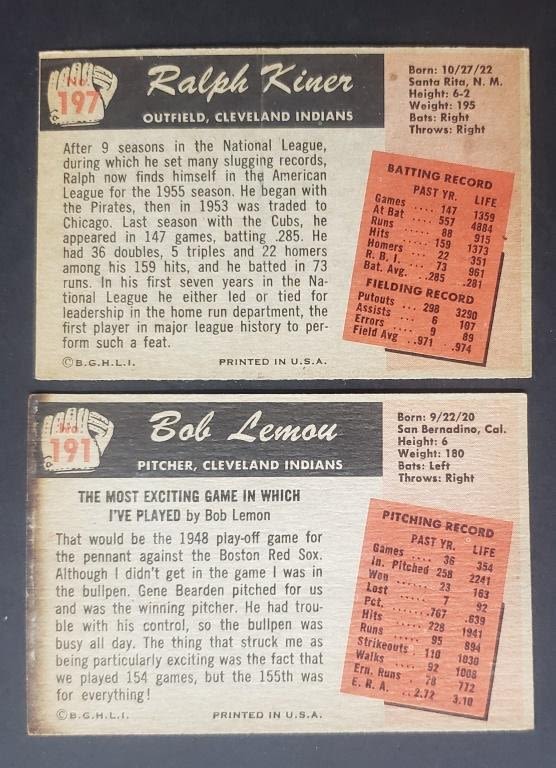 No.
197
Ralph Kiner
OUTFIELD, CLEVELAND INDIANS
Born: 10/27/22
Santa Rita, N. M.
Height: 6-2
Weight: 195
Bats: Right
Throws: Right
After 9 seasons in the National League,
during which he set many slugging records,
Ralph now finds himself in the American
League for the 1955 season. He began with
the Pirates, then in 1953 was traded to
Chicago. Last season with the Cubs, he
appeared in 147 games, batting .285. He
had 36 doubles, 5 triples and 22 homers
among his 159 hits, and he batted in 73
runs. In his first seven years in the Na-
tional League he either led or tied for
leadership in the home run department, the
first player in major league history to per-
form such a feat.
©B.G.H.L.I. PRINTED IN U.S.A.
BATTING RECORD
PAST YR. LIFE
Games .... 147 1359
At Bat .... 557 4884
Runs .... 88 915
Hits .... 159 1373
Homers .... 22 351
R. B. I. .... 73 961
Bat. Avg. .. .285 .281
FIELDING RECORD
Putouts ... 298 3290
Assists ... 6 107
Errors .... 9 89
Field Avg .. .971 .974
No.
191
Bob Lemon
PITCHER, CLEVELAND INDIANS
Born: 9/22/20
San Bernadino, Cal.
Height: 6
Weight: 180
Bats: Left
Throws: Right
THE MOST EXCITING GAME IN WHICH
I'VE PLAYED by Bob Lemon
That would be the 1948 play-off game for
the pennant against the Boston Red Sox.
Although I didn't get in the game I was in
the bullpen. Gene Bearden pitched for us
and was the winning pitcher. He had trou-
ble with his control, so the bullpen was
busy all day. The thing that struck me as
being particularly exciting was the fact that
we played 154 games, but the 155th was
for everything!
©B.G.H.L.I. PRINTED IN U.S.A.
PITCHING RECORD
PAST YR. LIFE
Games .... 36 354
In. Pitched 258 2241
Won ..... 23 163
Lost ..... 7 92
Pct. ..... .767 .639
Hits ..... 228 1941
Runs ..... 95 894
Strikeouts 110 1030
Walks .... 92 1008
Ern. Runs . 78 772
E. R. A. .. 2.72 3.10